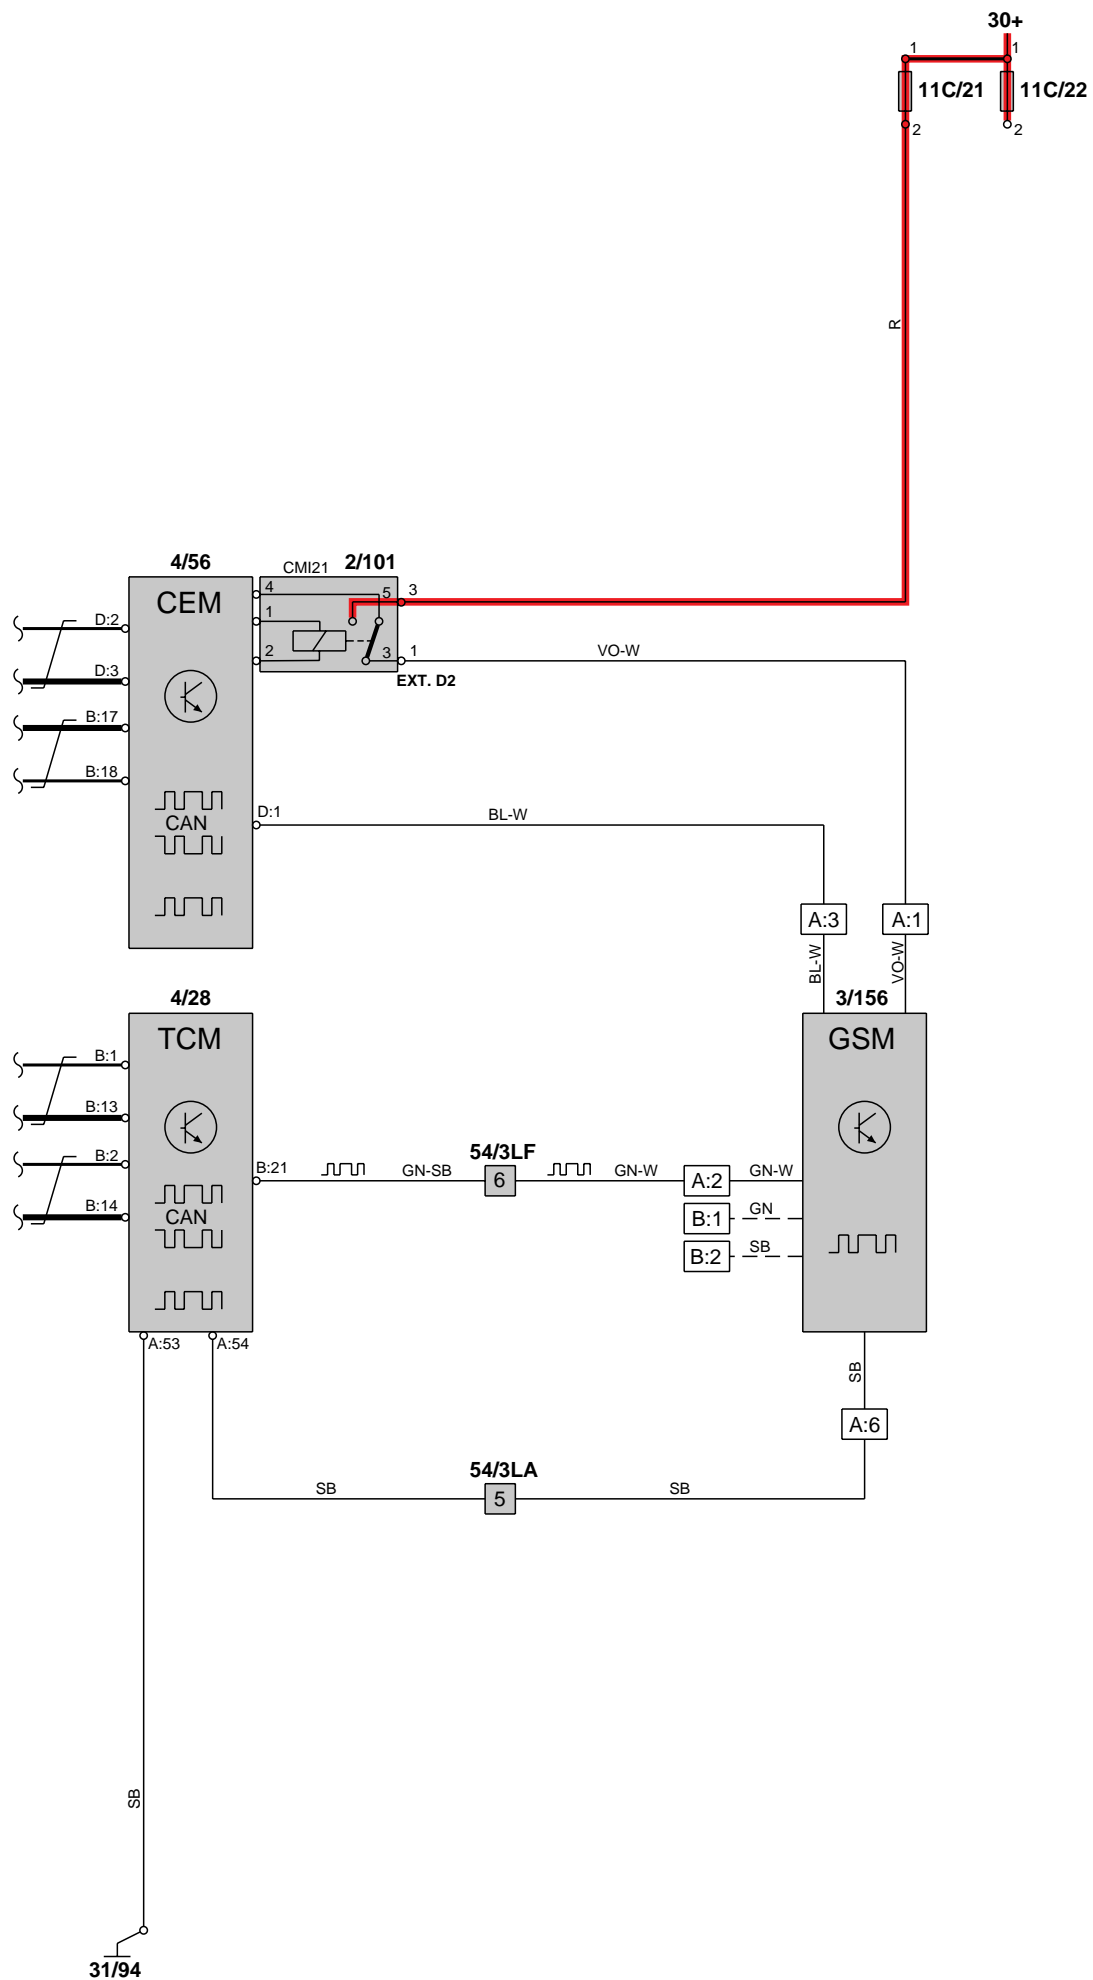 30+
1
1
11C/21
11C/22
2
2
R
4/56
CMI21
2/101
CEM
4
5
3
1
2
3
1
VO-W
EXT. D2
D:2
D:3
B:17
B:18
CAN
D:1
BL-W
A:3
A:1
BL-W
VO-W
4/28
3/156
TCM
GSM
B:1
B:13
B:2
B:14
CAN
B:21
GN-SB
54/3LF
6
GN-W
A:2
GN-W
B:1
GN
B:2
SB
A:53
A:54
SB
A:6
54/3LA
SB
5
SB
SB
31/94